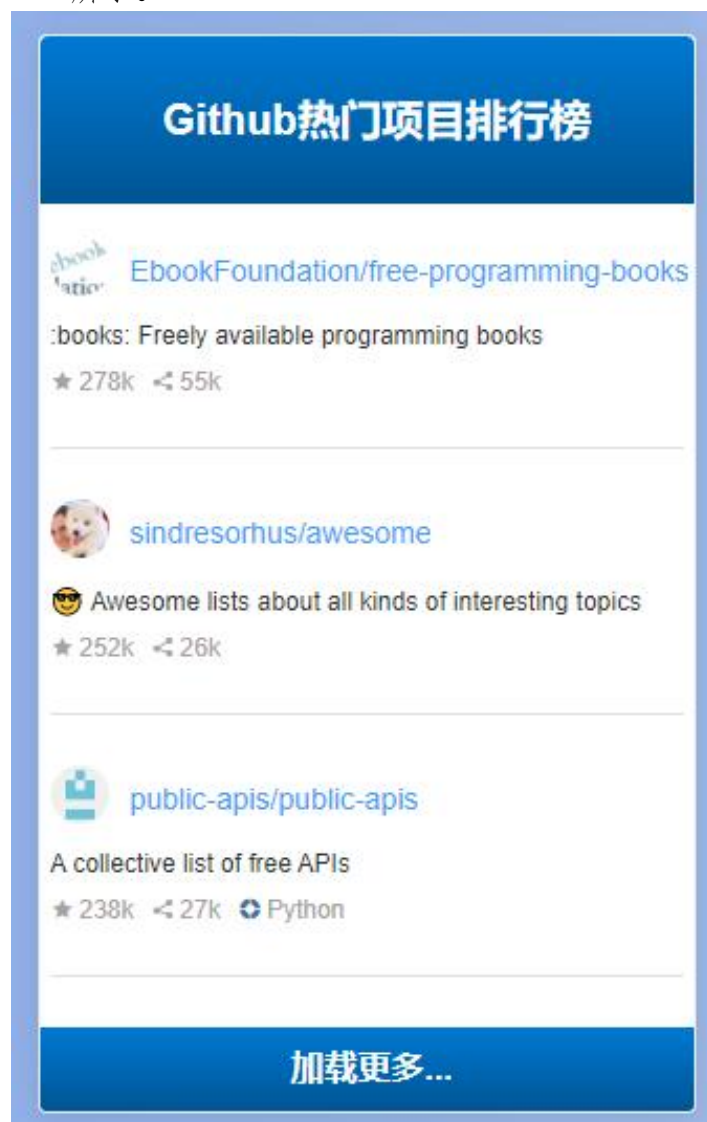 Github热门项目排行榜
EbookFoundation/free-programming-books
:books: Freely available programming books
278k 55k
sindresorhus/awesome
😎 Awesome lists about all kinds of interesting topics
252k 26k
public-apis/public-apis
A collective list of free APIs
238k 27k Python
加载更多...